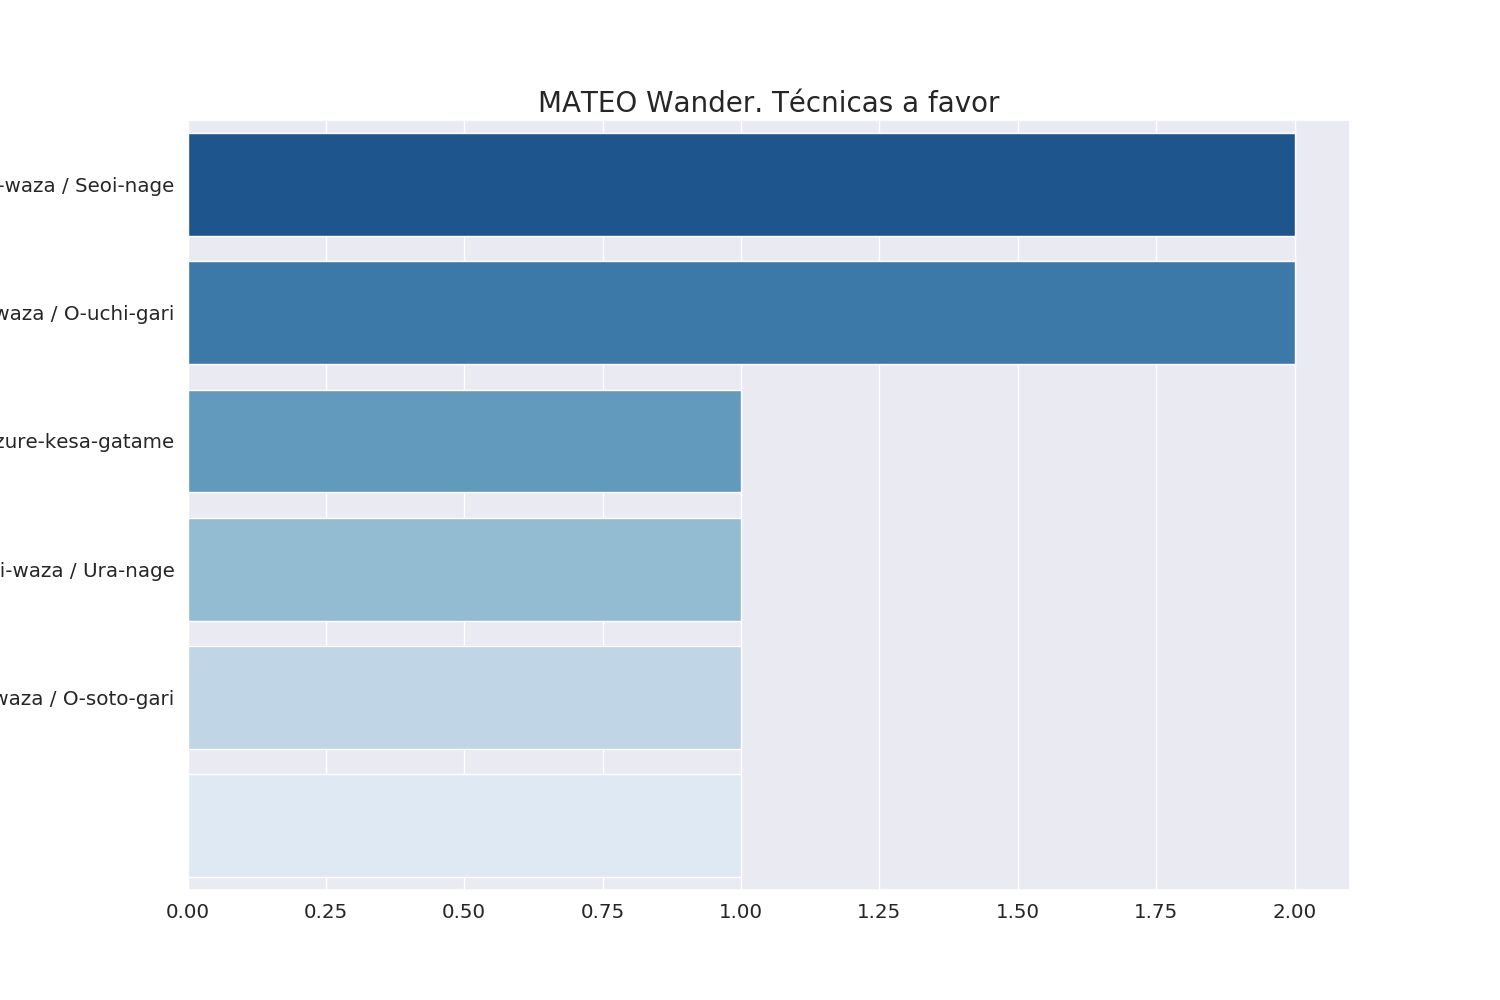 MATEO Wander. Técnicas a favor
-waza / Seoi-nage
waza / O-uchi-gari
zure-kesa-gatame
i-waza / Ura-nage
waza / O-soto-gari
0.00 0.25 0.50 0.75 1.00 1.25 1.50 1.75 2.00